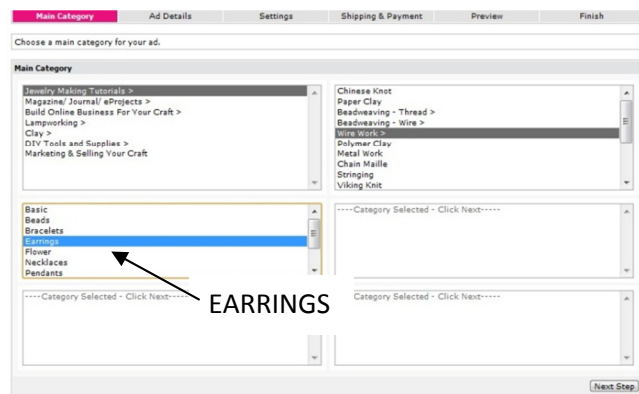 Main Category Ad Details Settings Shipping & Payment Preview Finish
Choose a main category for your ad.
Main Category
Jewelry Making Tutorials >
Magazine/ Journal/ eProjects >
Build Online Business For Your Craft >
Lampworking >
Clay >
DIY Tools and Supplies >
Marketing & Selling Your Craft
Chinese Knot
Paper Clay
Beadweaving - Thread >
Beadweaving - Wire >
Wire Work >
Polymer Clay
Metal Work
Chain Maille
Stringing
Viking Knit
Basic
Beads
Bracelets
Earrings
Flower
Necklaces
Pendants
----Category Selected - Click Next-----
----Category Selected - Click Next-----
EARRINGS
Category Selected - Click Next-----
Next Step